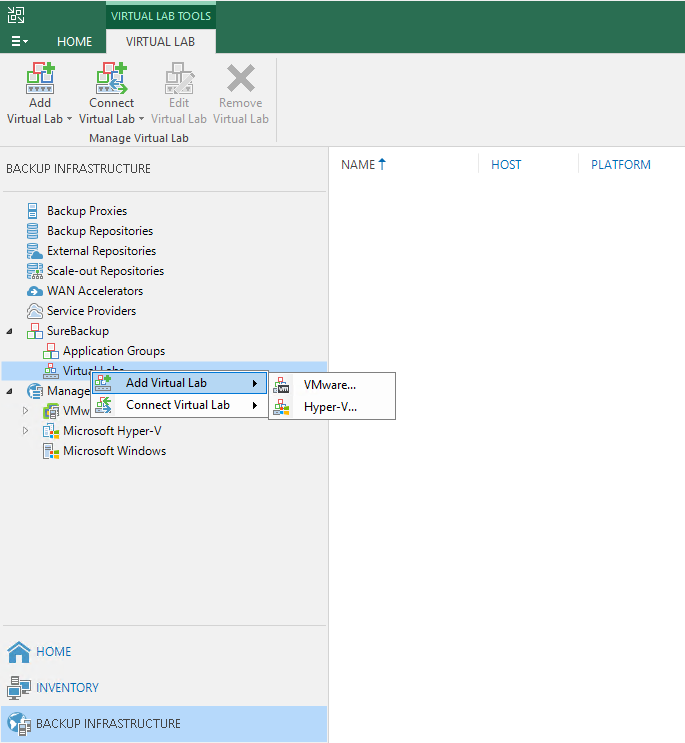 VIRTUAL LAB TOOLS
HOME VIRTUAL LAB
Add Virtual Lab
Connect Virtual Lab
Edit Virtual Lab
Remove Virtual Lab
Manage Virtual Lab
BACKUP INFRASTRUCTURE
NAME HOST PLATFORM
Backup Proxies
Backup Repositories
External Repositories
Scale-out Repositories
WAN Accelerators
Service Providers
SureBackup
Application Groups
Virtual Labs
Add Virtual Lab
VMware...
Manage
Connect Virtual Lab
Hyper-V...
VMw
Microsoft Hyper-V
Microsoft Windows
HOME
INVENTORY
BACKUP INFRASTRUCTURE